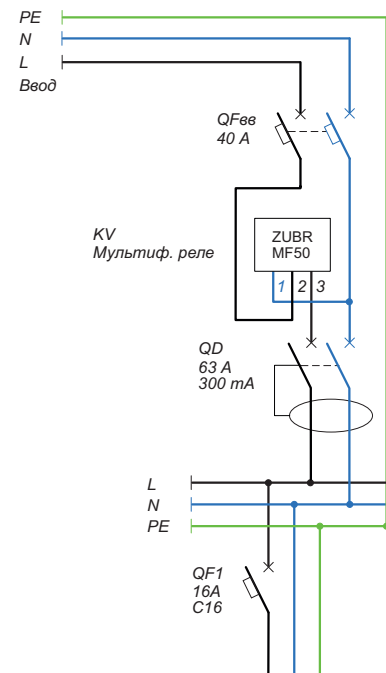 PE
N
L
Ввод
QFвв
40 A
KV
Мультиф. реле
ZUBR
MF50
1 2 3
QD
63 A
300 mA
L
N
PE
QF1
16A
C16